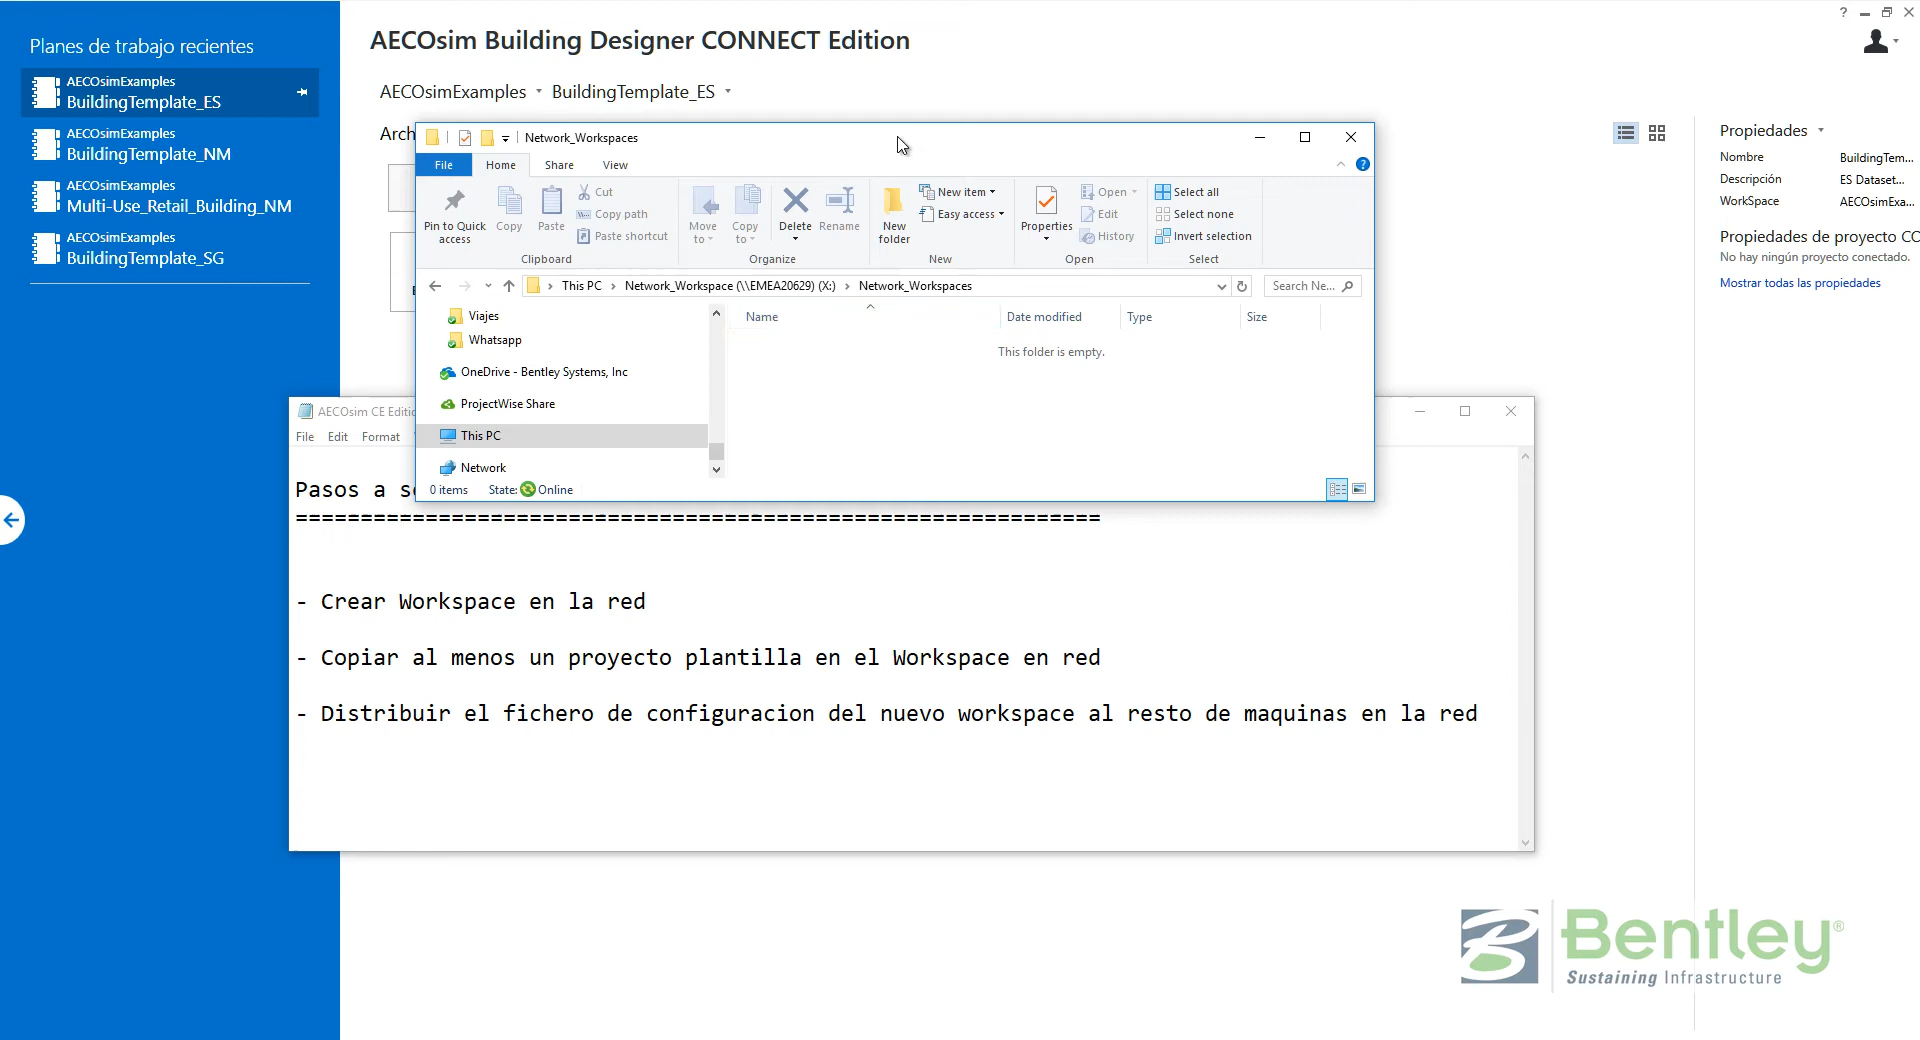 Planes de trabajo recientes
AECOsimExamples
BuildingTemplate_ES
AECOsimExamples
BuildingTemplate_NM
AECOsimExamples
Multi-Use_Retail_Building_NM
AECOsimExamples
BuildingTemplate_SG
AECOsim Building Designer CONNECT Edition
?
AECOsimExamples BuildingTemplate_ES
Arch
Propiedades
Nombre BuildingTem...
Descripción ES Dataset...
WorkSpace AECOsimExa...
Propiedades de proyecto CO
No hay ningún proyecto conectado.
Mostrar todas las propiedades
Network_Workspaces
File Home Share View
Pin to Quick access
Copy
Paste
Cut
Copy path
Paste shortcut
Clipboard
Move to
Copy to
Delete
Rename
Organize
New folder
New item
Easy access
New
Properties
Open
Edit
History
Open
Select all
Select none
Invert selection
Select
This PC > Network_Workspace (\\EMEA20629) (X:) > Network_Workspaces
Search Ne...
Viajes
Whatsapp
OneDrive - Bentley Systems, Inc
ProjectWise Share
This PC
Network
Name Date modified Type Size
This folder is empty.
0 items State: Online
AECOsim CE Editio
File Edit Format
Pasos a se
==============================================================
- Crear Workspace en la red
- Copiar al menos un proyecto plantilla en el Workspace en red
- Distribuir el fichero de configuracion del nuevo workspace al resto de maquinas en la red
Bentley®
Sustaining Infrastructure